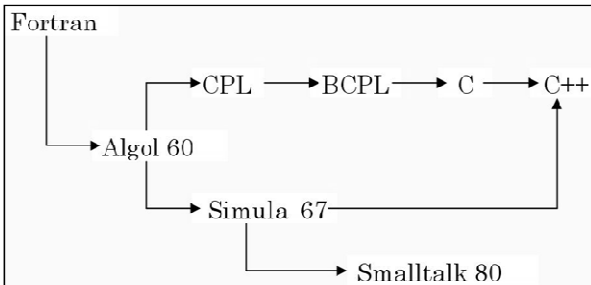 Fortran
CPL BCPL C C++
Algol 60
Simula 67
Smalltalk 80